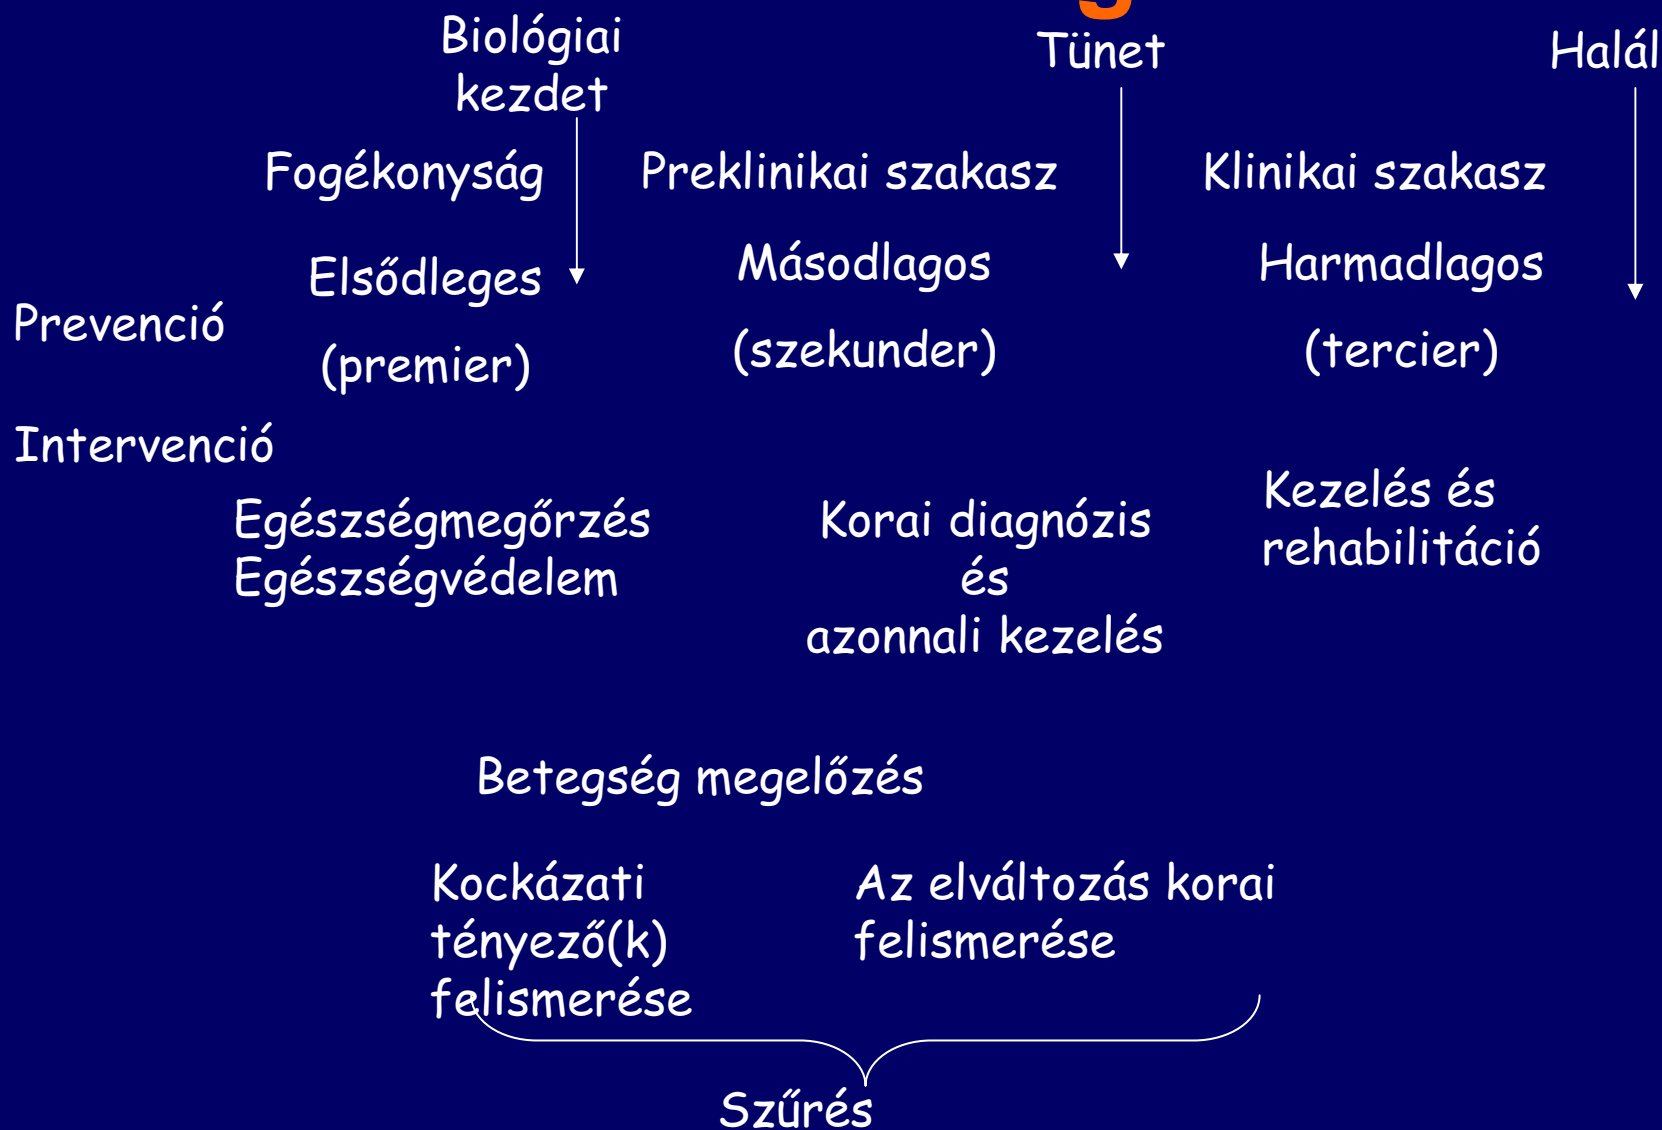 Biológiai
kezdet
Tünet
Halál
Fogékonyság
Preklinikai szakasz
Klinikai szakasz
Prevenció
Elsődleges
(premier)
Másodlagos
(szekunder)
Harmadlagos
(tercier)
Intervenció
Egészségmegőrzés
Egészségvédelem
Korai diagnózis
és
azonnali kezelés
Kezelés és
rehabilitáció
Betegség megelőzés
Kockázati
tényező(k)
felismerése
Az elváltozás korai
felismerése
Szűrés